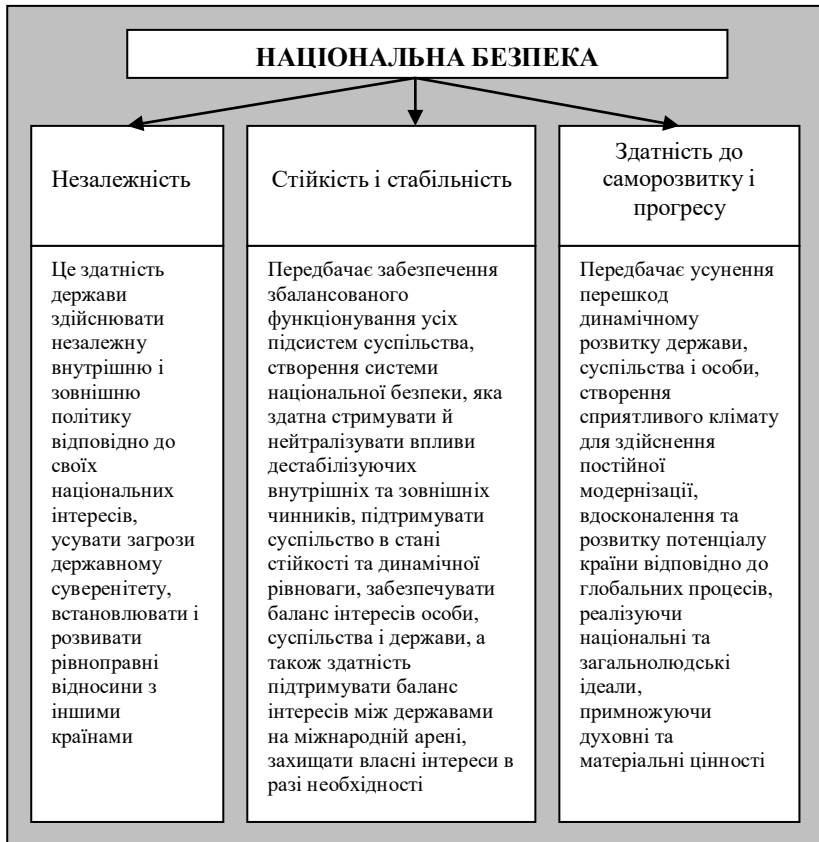 НАЦІОНАЛЬНА БЕЗПЕКА
Незалежність
Це здатність
держави
здійснювати
незалежну
внутрішню і
зовнішню
політику
відповідно до
своїх
національних
інтересів,
усувати загрози
державному
суверенітету,
встановлювати і
розвивати
рівноправні
відносини з
іншими
країнами
Стійкість і стабільність
Передбачає забезпечення
збалансованого
функціонування усіх
підсистем суспільства,
створення системи
національної безпеки, яка
здатна стримувати й
нейтралізувати впливи
дестабілізуючих
внутрішніх та зовнішніх
чинників, підтримувати
суспільство в стані
стійкості та динамічної
рівноваги, забезпечувати
баланс інтересів особи,
суспільства і держави, а
також здатність
підтримувати баланс
інтересів між державами
на міжнародній арені,
захищати власні інтереси в
разі необхідності
Здатність до
саморозвитку і
прогресу
Передбачає усунення
перешкод
динамічному
розвитку держави,
суспільства і особи,
створення
сприятливого клімату
для здійснення
постійної
модернізації,
вдосконалення та
розвитку потенціалу
країни відповідно до
глобальних процесів,
реалізуючи
національні та
загальнолюдські
ідеали,
примножуючи
духовні та
матеріальні цінності